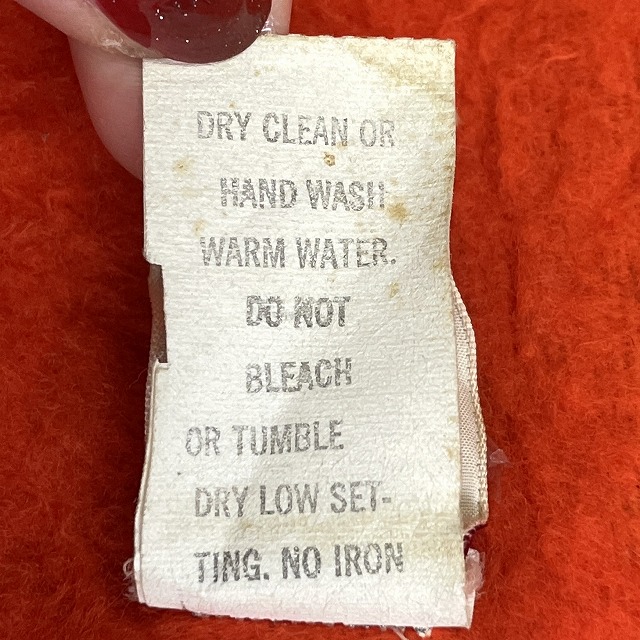 DRY CLEAN OR
HAND WASH
WARM WATER.
DO NOT
BLEACH
OR TUMBLE
DRY LOW SET-
TING. NO IRON